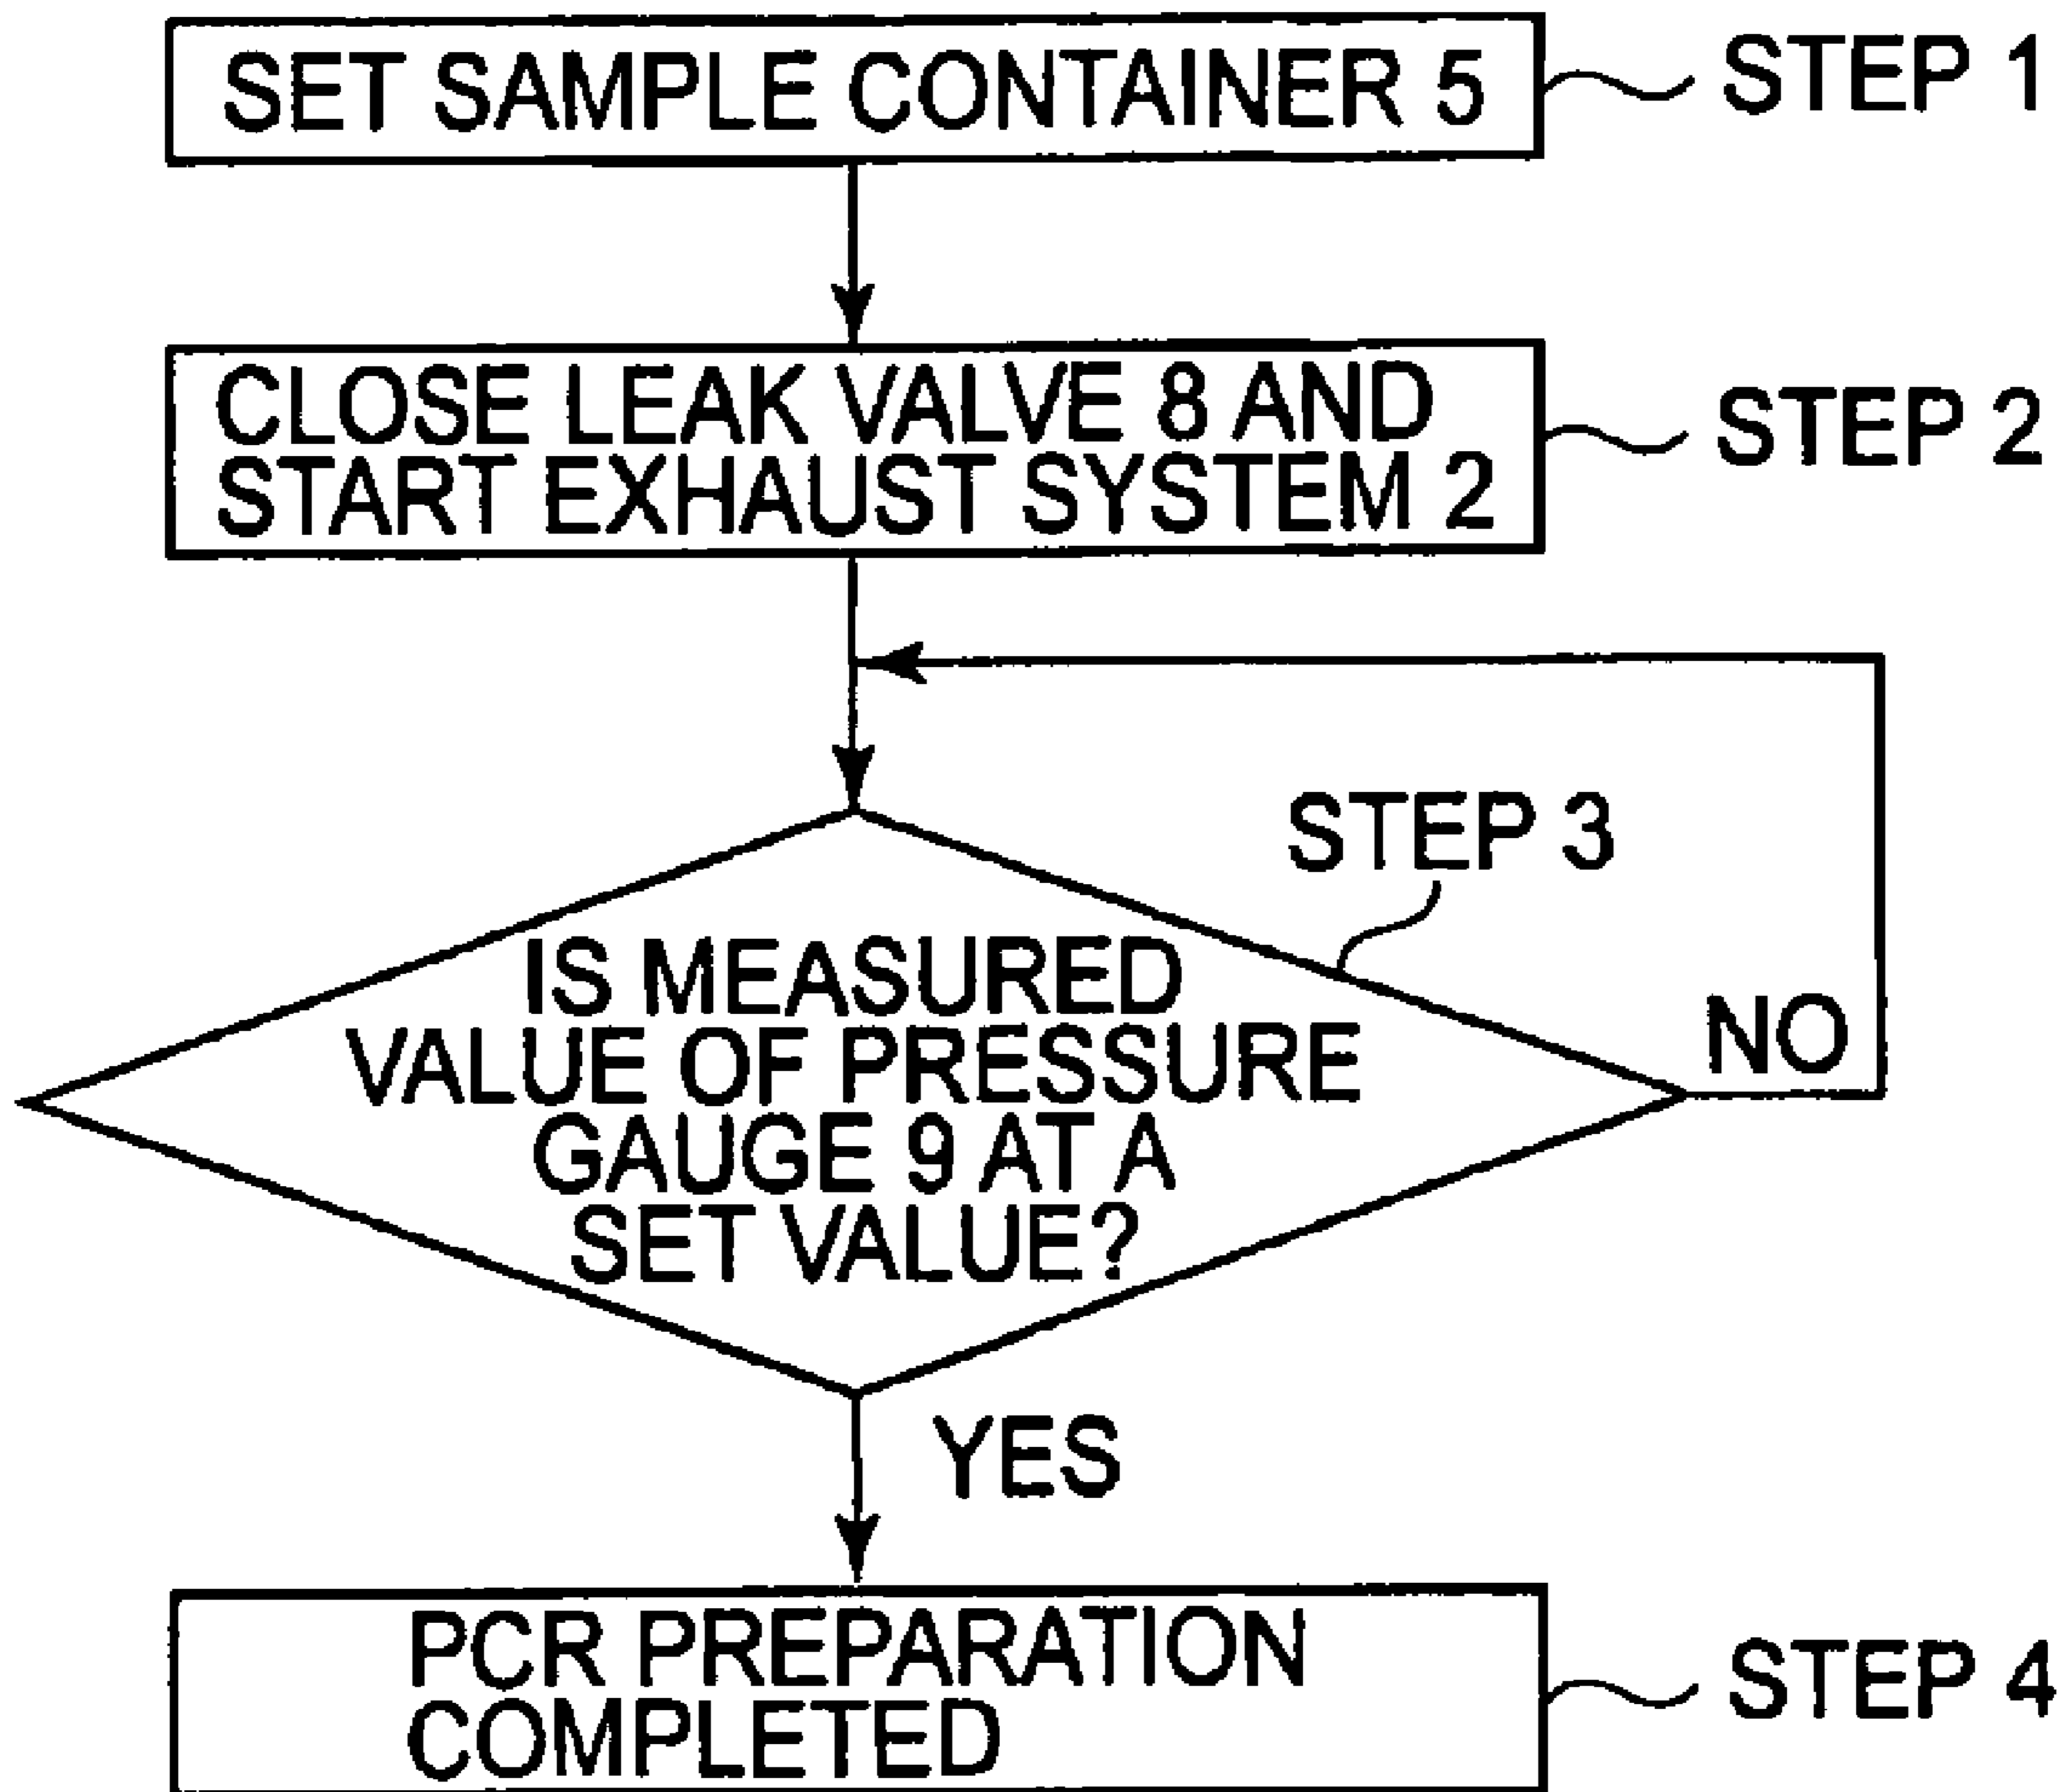 SET SAMPLE CONTAINER 5
STEP 1
CLOSE LEAK VALVE 8 AND
START EXHAUST SYSTEM 2
STEP 2
STEP 3
IS MEASURED
VALUE OF PRESSURE
GAUGE 9 AT A
SET VALUE?
NO
YES
PCR PREPARATION
COMPLETED
STEP 4